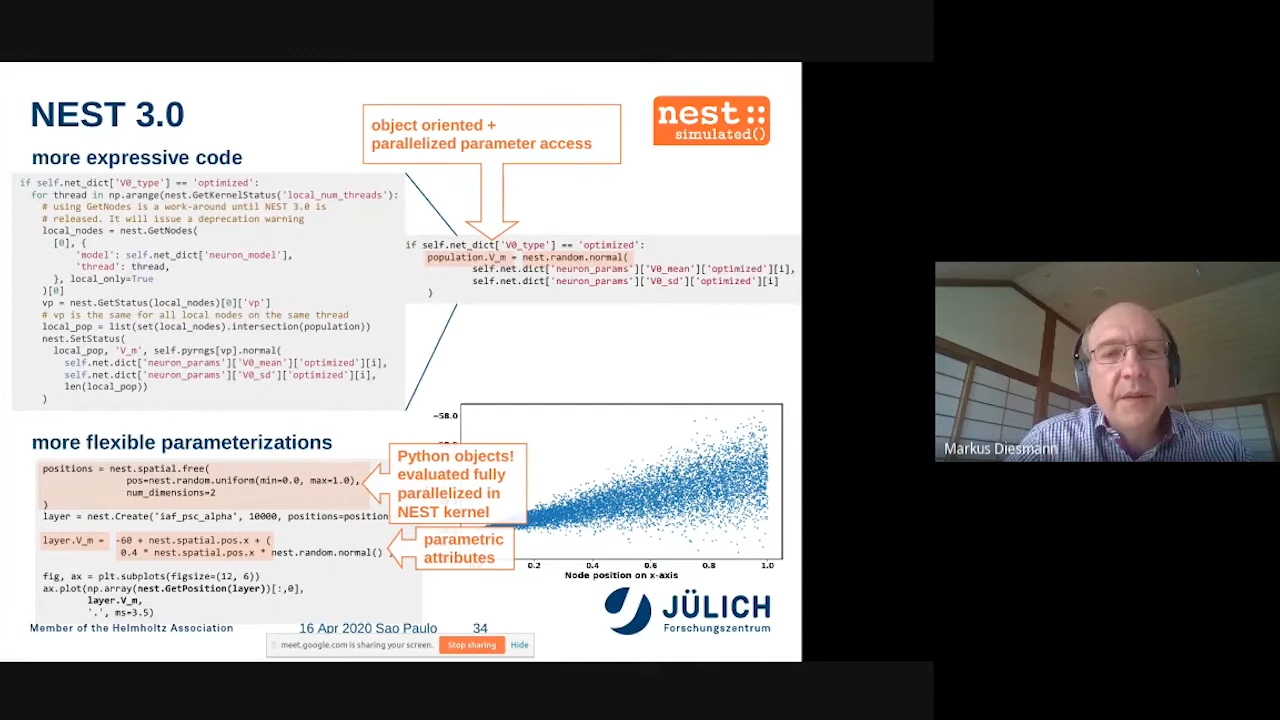 NEST 3.0
object oriented +
parallelized parameter access
nest::
simulated()
more expressive code
if self.net_dict['V0_type'] == 'optimized':
for thread in np.arange(nest.GetKernelStatus('local_num_threads'):
# using GetNodes is a work-around until NEST 3.0 is
# released. It will issue a deprecation warning
local_nodes = nest.GetNodes(
[0], {
'model': self.net_dict['neuron_model'],
'thread': thread,
}, local_only=True
)[0]
vp = nest.GetStatus(local_nodes)[0]['vp']
# vp is the same for all local nodes on the same thread
local_pop = list(set(local_nodes).intersection(population))
nest.SetStatus(
local_pop, 'V_m', self.pyrngs[vp].normal(
self.net.dict['neuron_params']['V0_mean']['optimized'][i],
self.net.dict['neuron_params']['V0_sd']['optimized'][i],
len(local_pop))
)
if self.net_dict['V0_type'] == 'optimized':
population.V_m = nest.random.normal(
self.net.dict['neuron_params']['V0_mean']['optimized'][i],
self.net.dict['neuron_params']['V0_sd']['optimized'][i]
)
more flexible parameterizations
positions = nest.spatial.free(
pos=nest.random.uniform(min=0.0, max=1.0),
num_dimensions=2
)
layer = nest.Create('iaf_psc_alpha', 10000, positions=position
layer.V_m = -60 + nest.spatial.pos.x + (
0.4 * nest.spatial.pos.x * nest.random.normal()
fig, ax = plt.subplots(figsize=(12, 6))
ax.plot(np.array(nest.GetPosition(layer))[:,0],
layer.V_m,
'.', ms=3.5)
Python objects!
evaluated fully
parallelized in
NEST kernel
parametric
attributes
−58.0
0.2 0.4 0.6 0.8 1.0
Node position on x-axis
JÜLICH
Forschungszentrum
Member of the Helmholtz Association
16 Apr 2020 Sao Paulo
34
meet.google.com is sharing your screen.
Stop sharing
Hide
Markus Diesmann